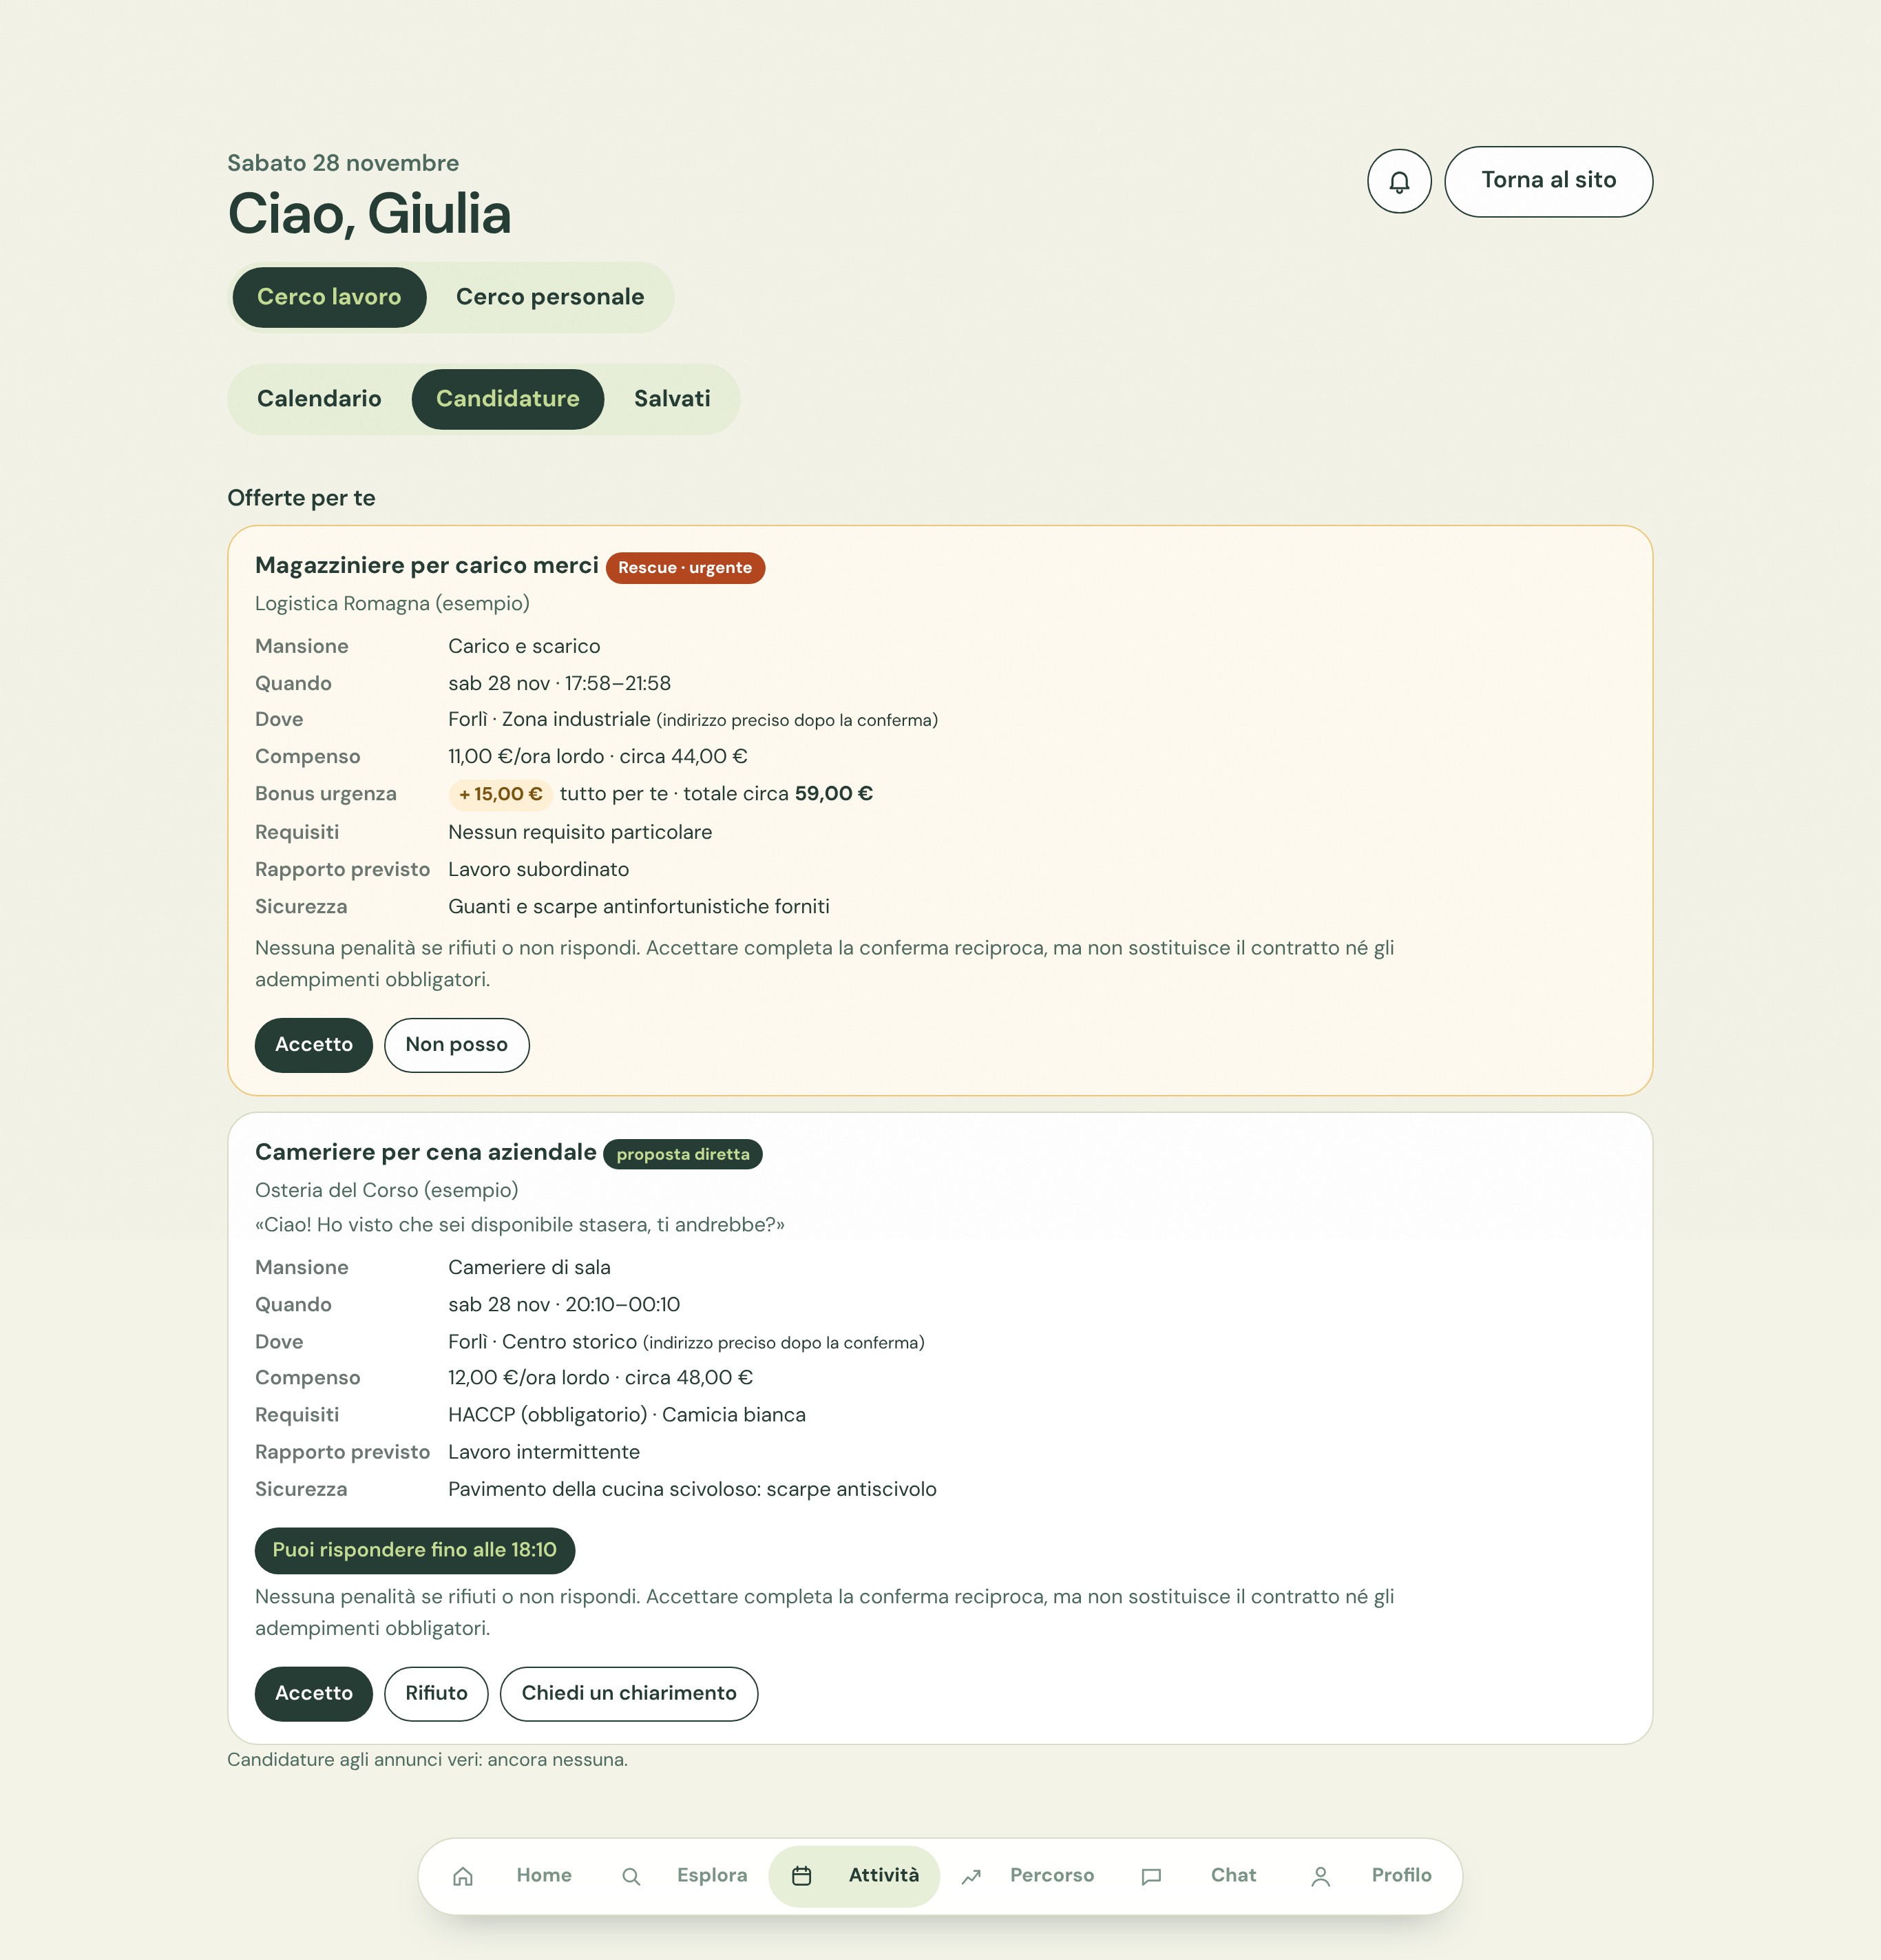 Sabato 28 novembre
Ciao, Giulia
Torna al sito
Cerco lavoro Cerco personale
Calendario Candidature Salvati
Offerte per te
Magazziniere per carico merci Rescue · urgente
Logistica Romagna (esempio)
Mansione Carico e scarico
Quando sab 28 nov · 17:58–21:58
Dove Forlì · Zona industriale (indirizzo preciso dopo la conferma)
Compenso 11,00 €/ora lordo · circa 44,00 €
Bonus urgenza + 15,00 € tutto per te · totale circa 59,00 €
Requisiti Nessun requisito particolare
Rapporto previsto Lavoro subordinato
Sicurezza Guanti e scarpe antinfortunistiche forniti
Nessuna penalità se rifiuti o non rispondi. Accettare completa la conferma reciproca, ma non sostituisce il contratto né gli
adempimenti obbligatori.
Accetto Non posso
Cameriere per cena aziendale proposta diretta
Osteria del Corso (esempio)
«Ciao! Ho visto che sei disponibile stasera, ti andrebbe?»
Mansione Cameriere di sala
Quando sab 28 nov · 20:10–00:10
Dove Forlì · Centro storico (indirizzo preciso dopo la conferma)
Compenso 12,00 €/ora lordo · circa 48,00 €
Requisiti HACCP (obbligatorio) · Camicia bianca
Rapporto previsto Lavoro intermittente
Sicurezza Pavimento della cucina scivoloso: scarpe antiscivolo
Puoi rispondere fino alle 18:10
Nessuna penalità se rifiuti o non rispondi. Accettare completa la conferma reciproca, ma non sostituisce il contratto né gli
adempimenti obbligatori.
Accetto Rifiuto Chiedi un chiarimento
Candidature agli annunci veri: ancora nessuna.
Home Esplora Attività Percorso Chat Profilo